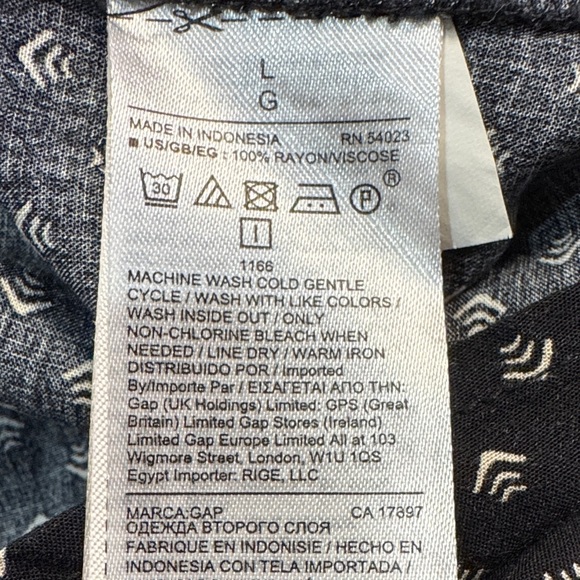 L
G
MADE IN INDONESIA RN 54023
US/GB/EG : 100% RAYON/VISCOSE
30 P ®
I
1166
MACHINE WASH COLD GENTLE
CYCLE / WASH WITH LIKE COLORS /
WASH INSIDE OUT / ONLY
NON-CHLORINE BLEACH WHEN
NEEDED / LINE DRY / WARM IRON
DISTRIBUIDO POR / Imported
By/Importe Par / ΕΙΣΑΓΕΤΑΙ ΑΠΟ ΤΗΝ:
Gap (UK Holdings) Limited: GPS (Great
Britain) Limited Gap Stores (Ireland)
Limited Gap Europe Limited All at 103
Wigmore Street, London, W1U 1QS
Egypt Importer: RIGE, LLC
MARCA:GAP CA 17897
ОДЕЖДА ВТОРОГО СЛОЯ
FABRIQUE EN INDONISIE / HECHO EN
INDONESIA CON TELA IMPORTADA /